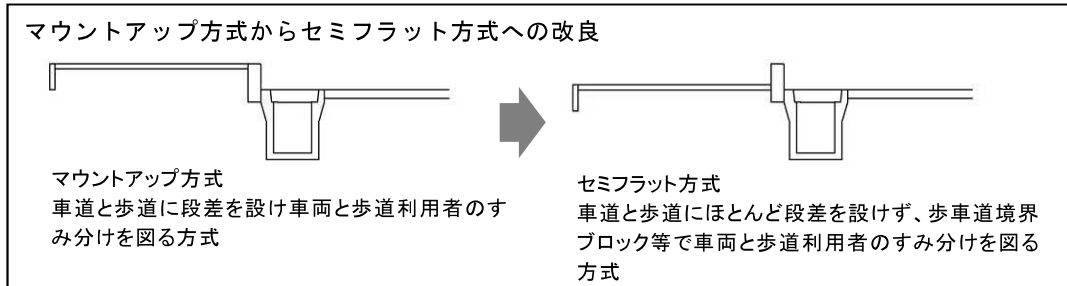 マウントアップ方式からセミフラット方式への改良
マウントアップ方式
車道と歩道に段差を設け車両と歩道利用者のす
み分けを図る方式
セミフラット方式
車道と歩道にほとんど段差を設けず、歩車道境界
ブロック等で車両と歩道利用者のすみ分けを図る
方式